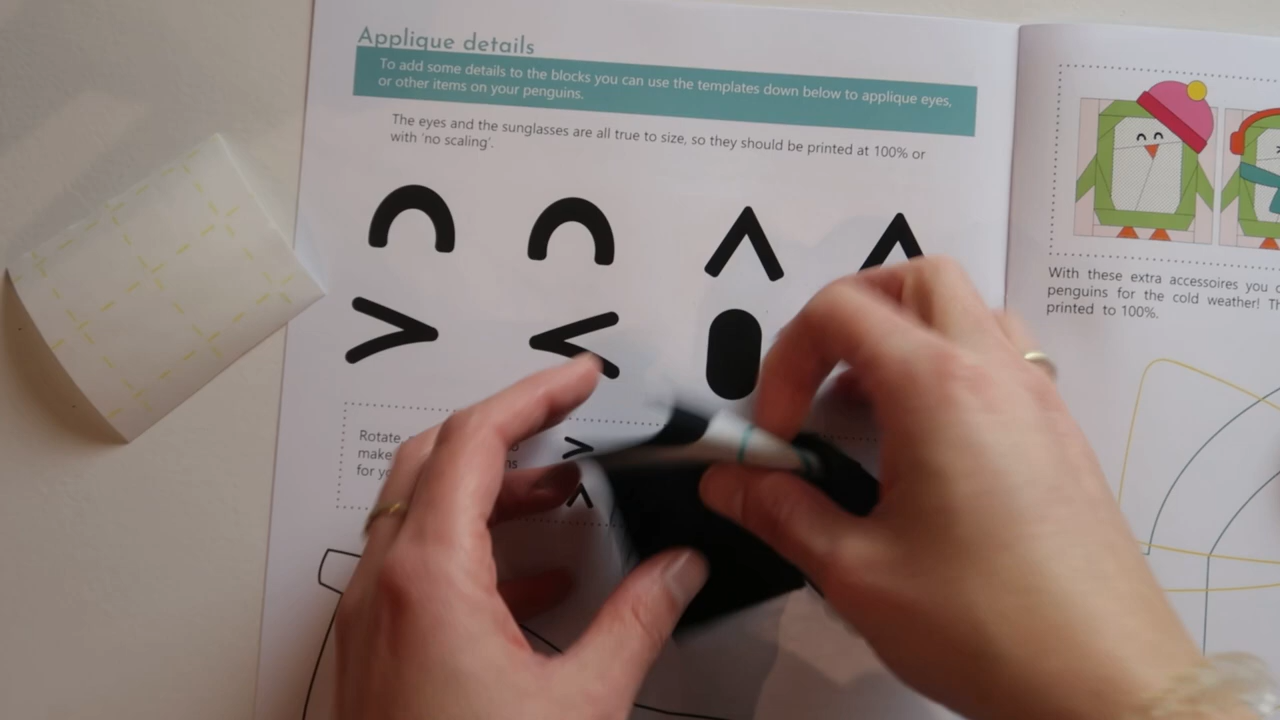 Applique details
To add some details to the blocks you can use the templates down below to applique eyes,
or other items on your penguins.
The eyes and the sunglasses are all true to size, so they should be printed at 100% or
with 'no scaling'.
Rotate
make
for
With these extra accessoires you
penguins for the cold weather!
printed to 100%.